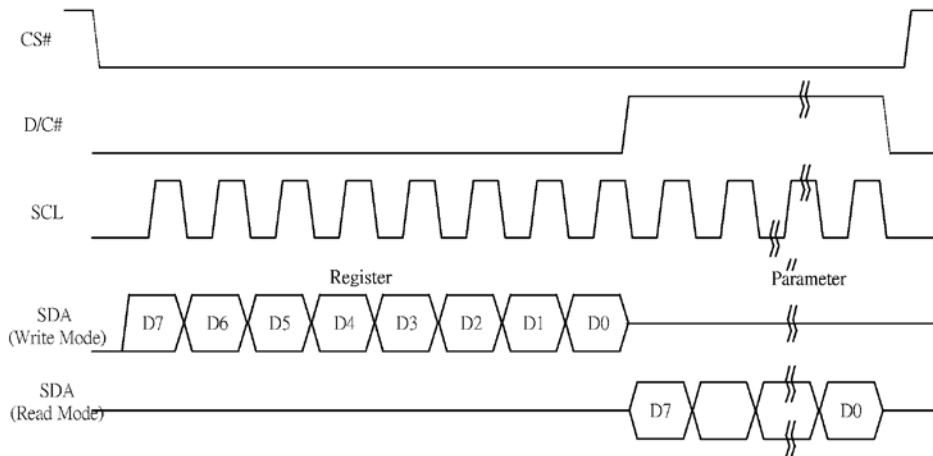 CS#
D/C#
SCL
Register Parameter
SDA
(Write Mode)
D7 D6 D5 D4 D3 D2 D1 D0
SDA
(Read Mode)
D7 D0